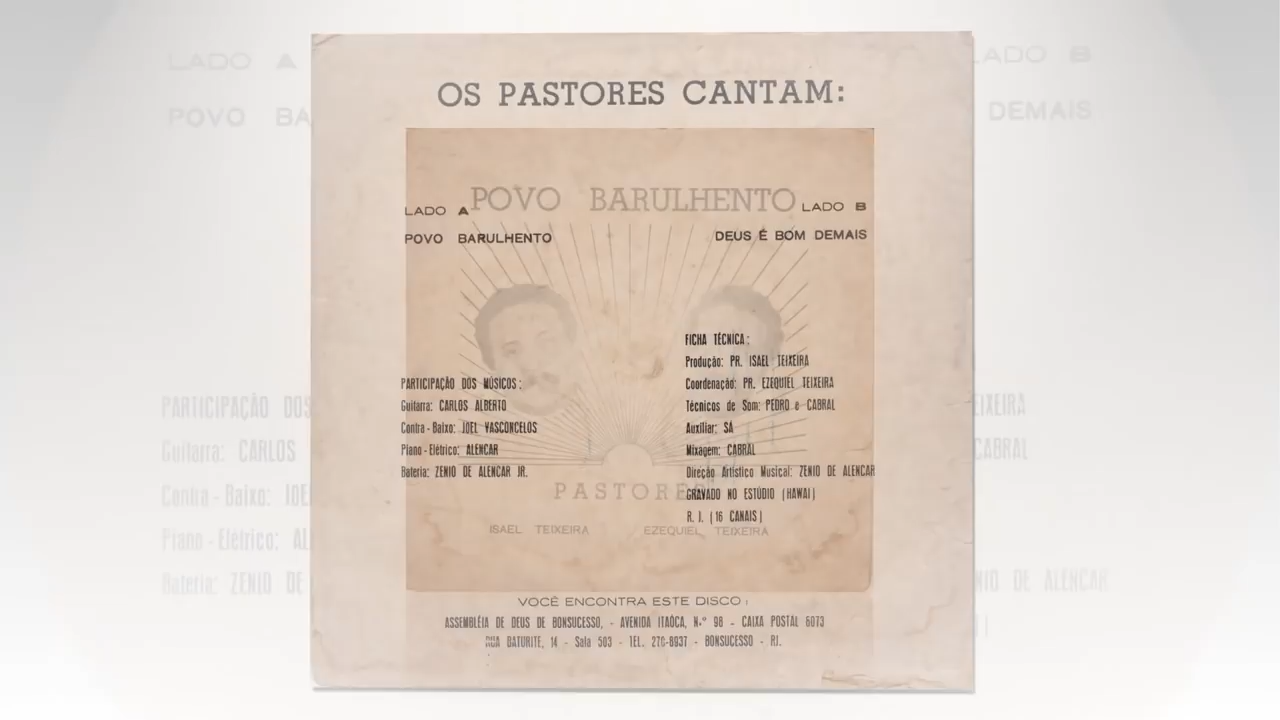 OS PASTORES CANTAM:
POVO BARULHENTO
LADO A
LADO B
POVO BARULHENTO
DEUS É BOM DEMAIS
PARTICIPAÇÃO DOS MÚSICOS:
Guitarra: CARLOS ALBERTO
Contra-Baixo: JOEL VASCONCELOS
Piano-Elétrico: ALENCAR
Bateria: ZENIO DE ALENCAR JR.
FICHA TÉCNICA:
Produção: PR. ISAEL TEIXEIRA
Coordenação: PR. EZEQUIEL TEIXEIRA
Técnicos de Som: PEDRO e CABRAL
Auxiliar: SÁ
Mixagem: CABRAL
Direção Artístico Musical: ZENIO DE ALENCAR
GRAVADO NO ESTÚDIO (HAWAI)
R. J. (16 CANAIS)
PASTORES
ISAEL TEIXEIRA
EZEQUIEL TEIXEIRA
VOCÊ ENCONTRA ESTE DISCO:
ASSEMBLÉIA DE DEUS DE BONSUCESSO, - AVENIDA ITAÓCA, N.º 98 - CAIXA POSTAL 6073
RUA BATURITE, 14 - Sala 503 - TEL. 270-8937 - BONSUCESSO - RJ.